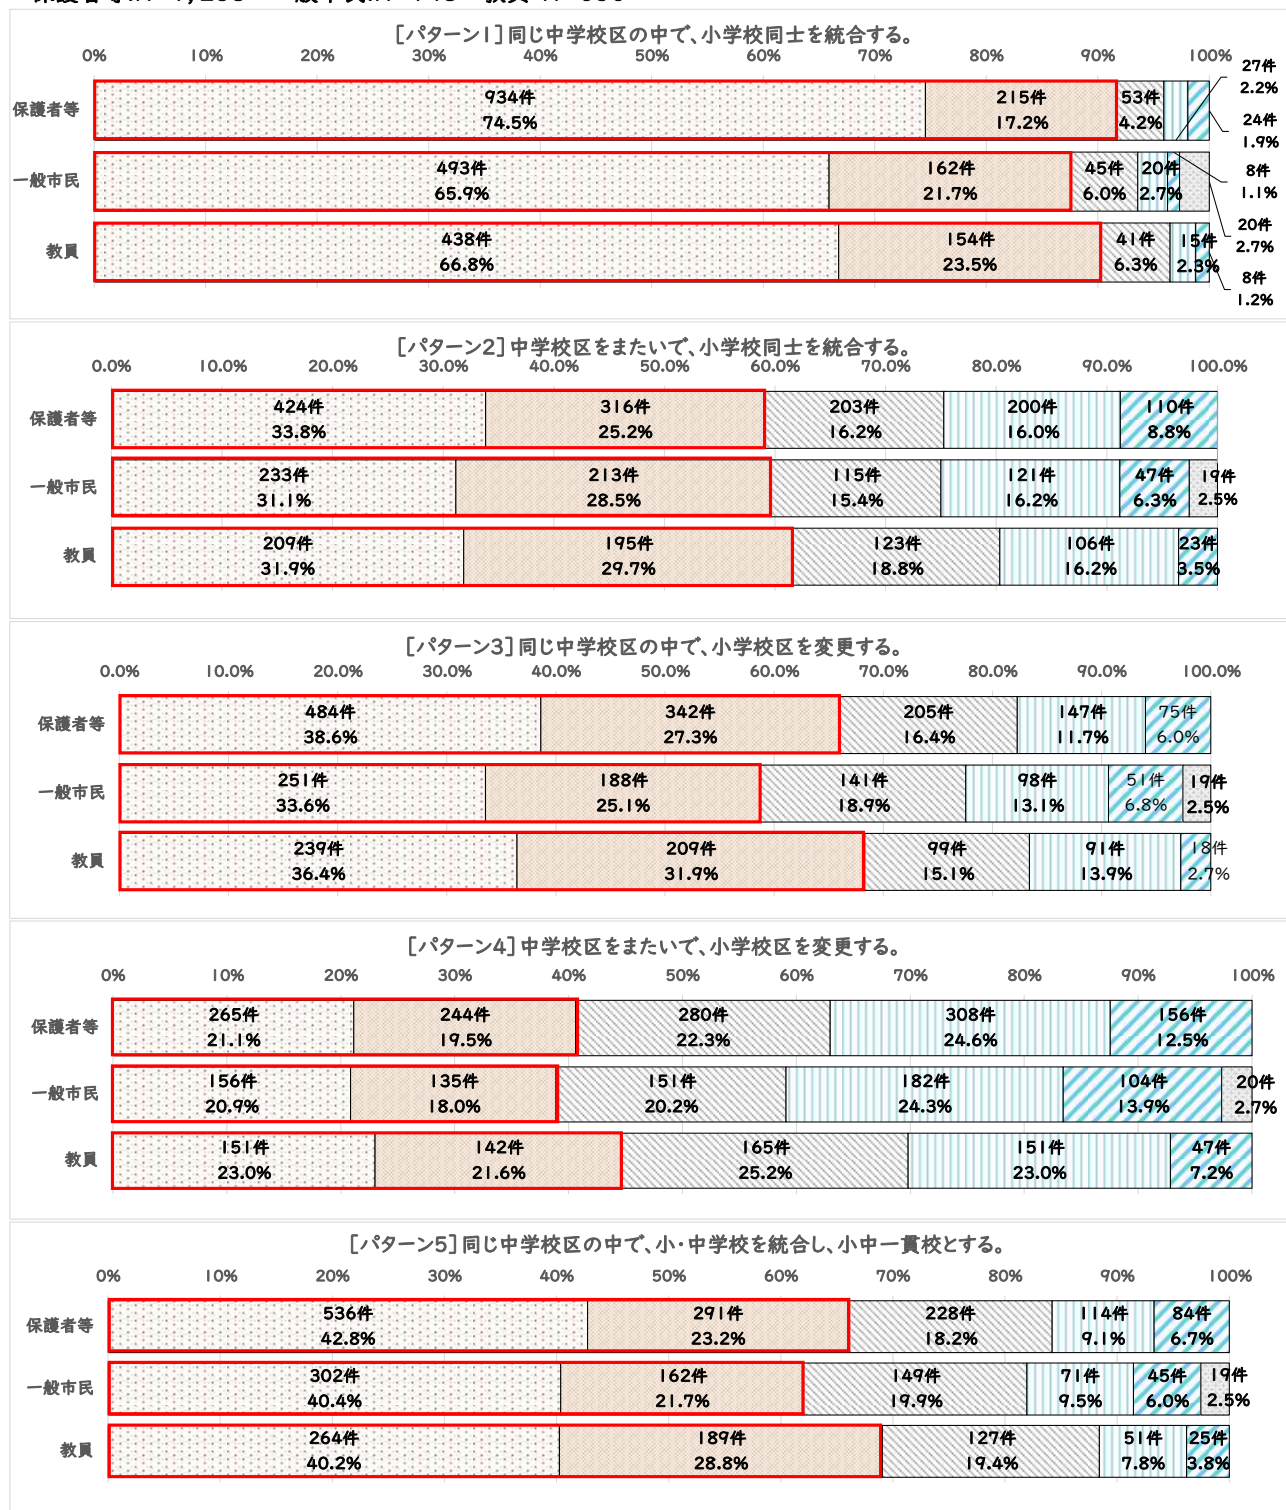 [パターン1]同じ中学校区の中で、小学校同士を統合する。
0% 10% 20% 30% 40% 50% 60% 70% 80% 90% 100%
保護者等
934件 215件 53件 27件
74.5% 17.2% 4.2% 2.2%
24件
1.9%
一般市民
493件 162件 45件 20件 8件
65.9% 21.7% 6.0% 2.7% 1.1%
20件
2.7%
教員
438件 154件 41件 15件 8件
66.8% 23.5% 6.3% 2.3% 1.2%
[パターン2]中学校区をまたいで、小学校同士を統合する。
0.0% 10.0% 20.0% 30.0% 40.0% 50.0% 60.0% 70.0% 80.0% 90.0% 100.0%
保護者等
424件 316件 203件 200件 110件
33.8% 25.2% 16.2% 16.0% 8.8%
一般市民
233件 213件 115件 121件 47件 19件
31.1% 28.5% 15.4% 16.2% 6.3% 2.5%
教員
209件 195件 123件 106件 23件
31.9% 29.7% 18.8% 16.2% 3.5%
[パターン3]同じ中学校区の中で、小学校区を変更する。
0.0% 10.0% 20.0% 30.0% 40.0% 50.0% 60.0% 70.0% 80.0% 90.0% 100.0%
保護者等
484件 342件 205件 147件 75件
38.6% 27.3% 16.4% 11.7% 6.0%
一般市民
251件 188件 141件 98件 51件 19件
33.6% 25.1% 18.9% 13.1% 6.8% 2.5%
教員
239件 209件 99件 91件 18件
36.4% 31.9% 15.1% 13.9% 2.7%
[パターン4]中学校区をまたいで、小学校区を変更する。
0% 10% 20% 30% 40% 50% 60% 70% 80% 90% 100%
保護者等
265件 244件 280件 308件 156件
21.1% 19.5% 22.3% 24.6% 12.5%
一般市民
156件 135件 151件 182件 104件 20件
20.9% 18.0% 20.2% 24.3% 13.9% 2.7%
教員
151件 142件 165件 151件 47件
23.0% 21.6% 25.2% 23.0% 7.2%
[パターン5]同じ中学校区の中で、小・中学校を統合し、小中一貫校とする。
0% 10% 20% 30% 40% 50% 60% 70% 80% 90% 100%
保護者等
536件 291件 228件 114件 84件
42.8% 23.2% 18.2% 9.1% 6.7%
一般市民
302件 162件 149件 71件 45件 19件
40.4% 21.7% 19.9% 9.5% 6.0% 2.5%
教員
264件 189件 127件 51件 25件
40.2% 28.8% 19.4% 7.8% 3.8%